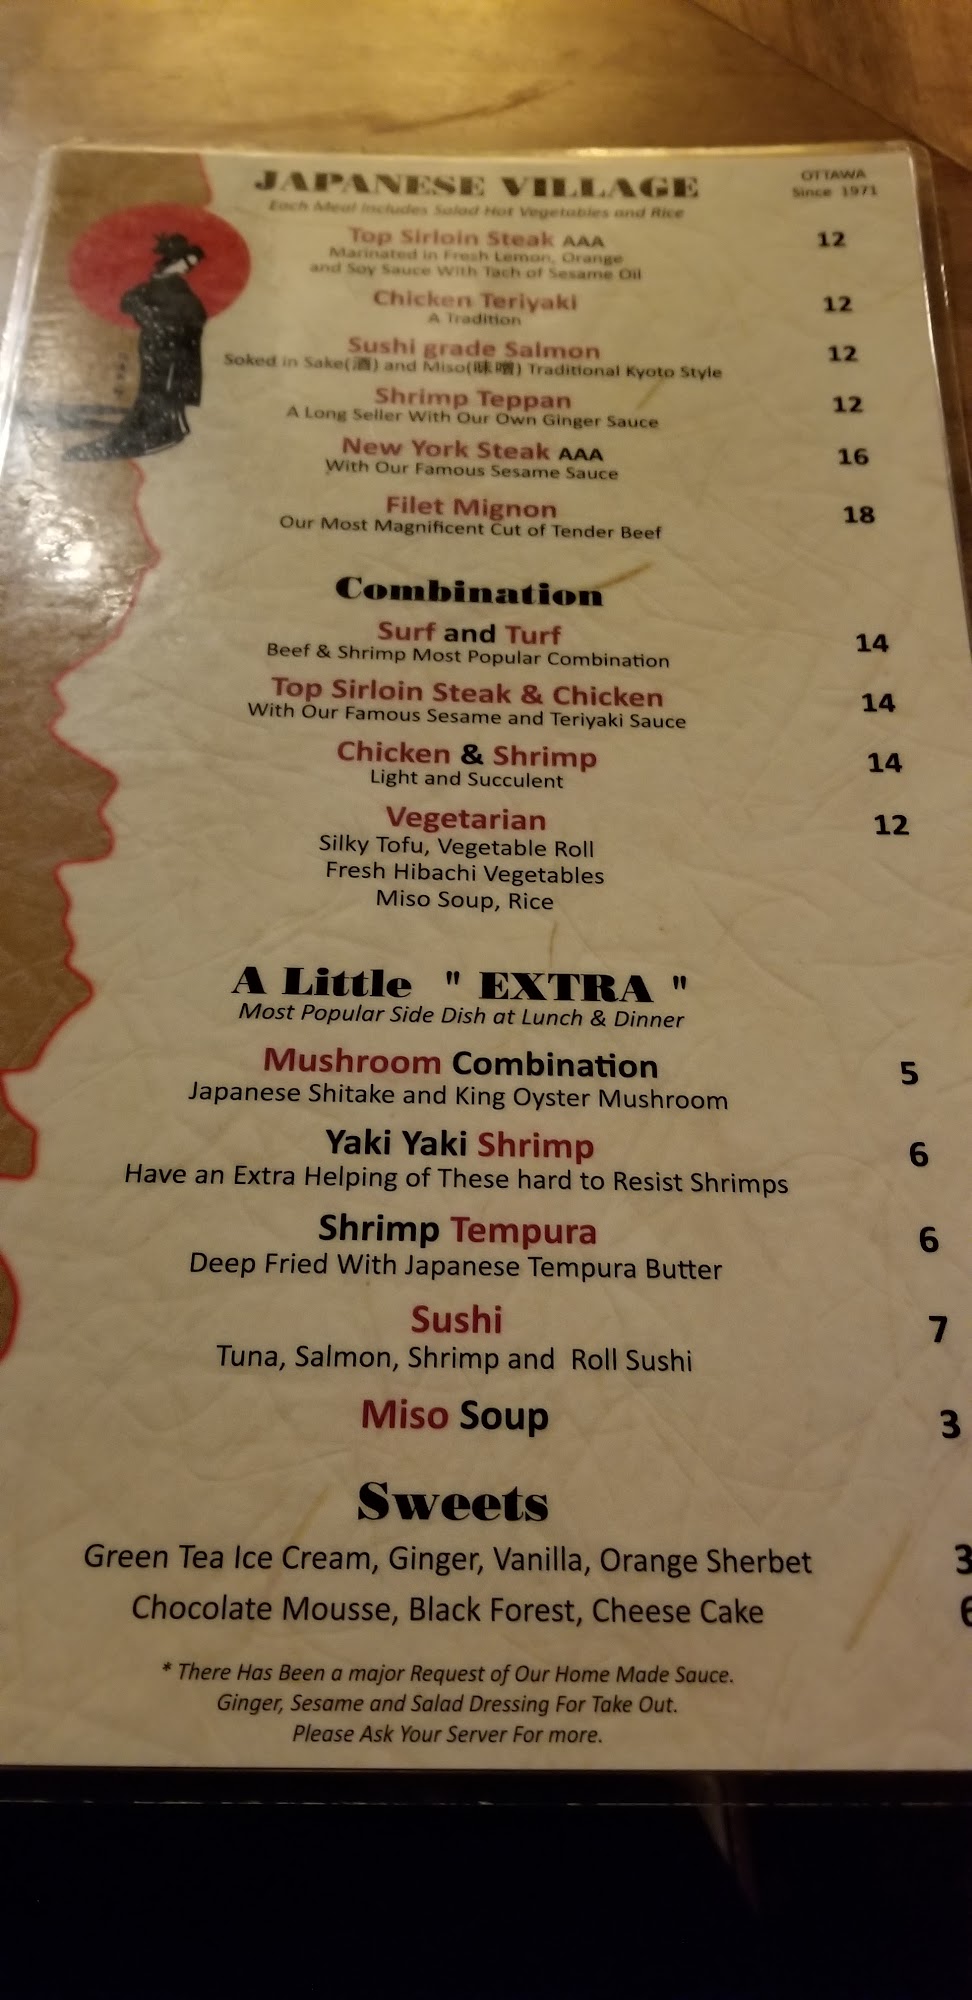 JAPANESE VILLAGE
OTTAWA
Since 1971
Each Meal Includes Salad Hot Vegetables and Rice
Top Sirloin Steak AAA 12
Marinated in Fresh Lemon, Orange
and Soy Sauce With Tach of Sesame Oil
Chicken Teriyaki 12
A Tradition
Sushi grade Salmon 12
Soked in Sake(酒) and Miso(味噌) Traditional Kyoto Style
Shrimp Teppan 12
A Long Seller With Our Own Ginger Sauce
New York Steak AAA 16
With Our Famous Sesame Sauce
Filet Mignon 18
Our Most Magnificent Cut of Tender Beef
Combination
Surf and Turf 14
Beef & Shrimp Most Popular Combination
Top Sirloin Steak & Chicken 14
With Our Famous Sesame and Teriyaki Sauce
Chicken & Shrimp 14
Light and Succulent
Vegetarian 12
Silky Tofu, Vegetable Roll
Fresh Hibachi Vegetables
Miso Soup, Rice
A Little " EXTRA "
Most Popular Side Dish at Lunch & Dinner
Mushroom Combination 5
Japanese Shitake and King Oyster Mushroom
Yaki Yaki Shrimp 6
Have an Extra Helping of These hard to Resist Shrimps
Shrimp Tempura 6
Deep Fried With Japanese Tempura Butter
Sushi 7
Tuna, Salmon, Shrimp and Roll Sushi
Miso Soup 3
Sweets
Green Tea Ice Cream, Ginger, Vanilla, Orange Sherbet 3
Chocolate Mousse, Black Forest, Cheese Cake 6
* There Has Been a major Request of Our Home Made Sauce.
Ginger, Sesame and Salad Dressing For Take Out.
Please Ask Your Server For more.